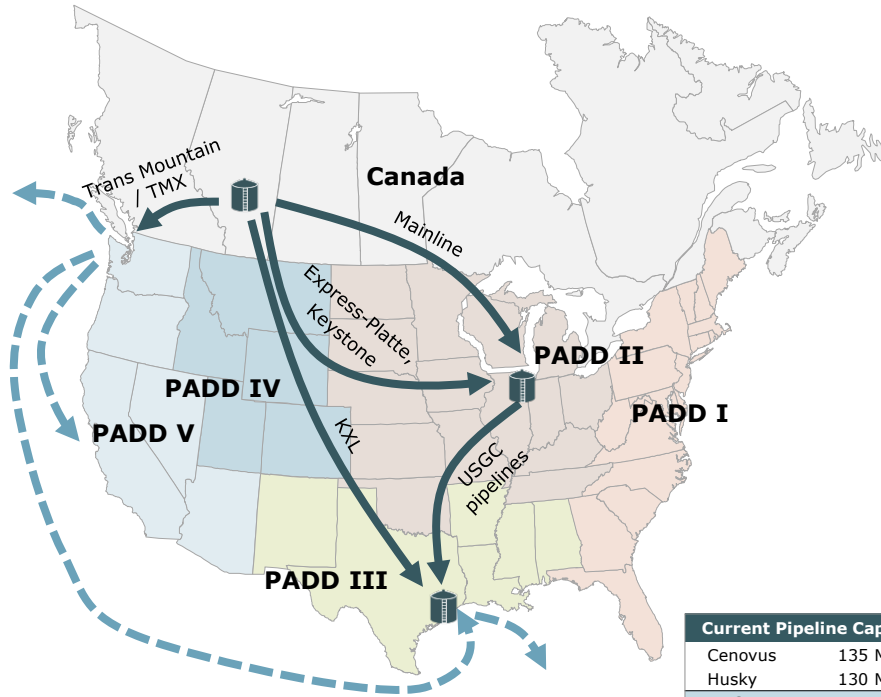 Trans Mountain
/ TMX
Canada
Mainline
Express-Platte,
Keystone
PADD II
PADD IV
PADD I
PADD V
KXL
USGC
pipelines
PADD III
Current Pipeline Cap
Cenovus 135 M
Husky 130 M